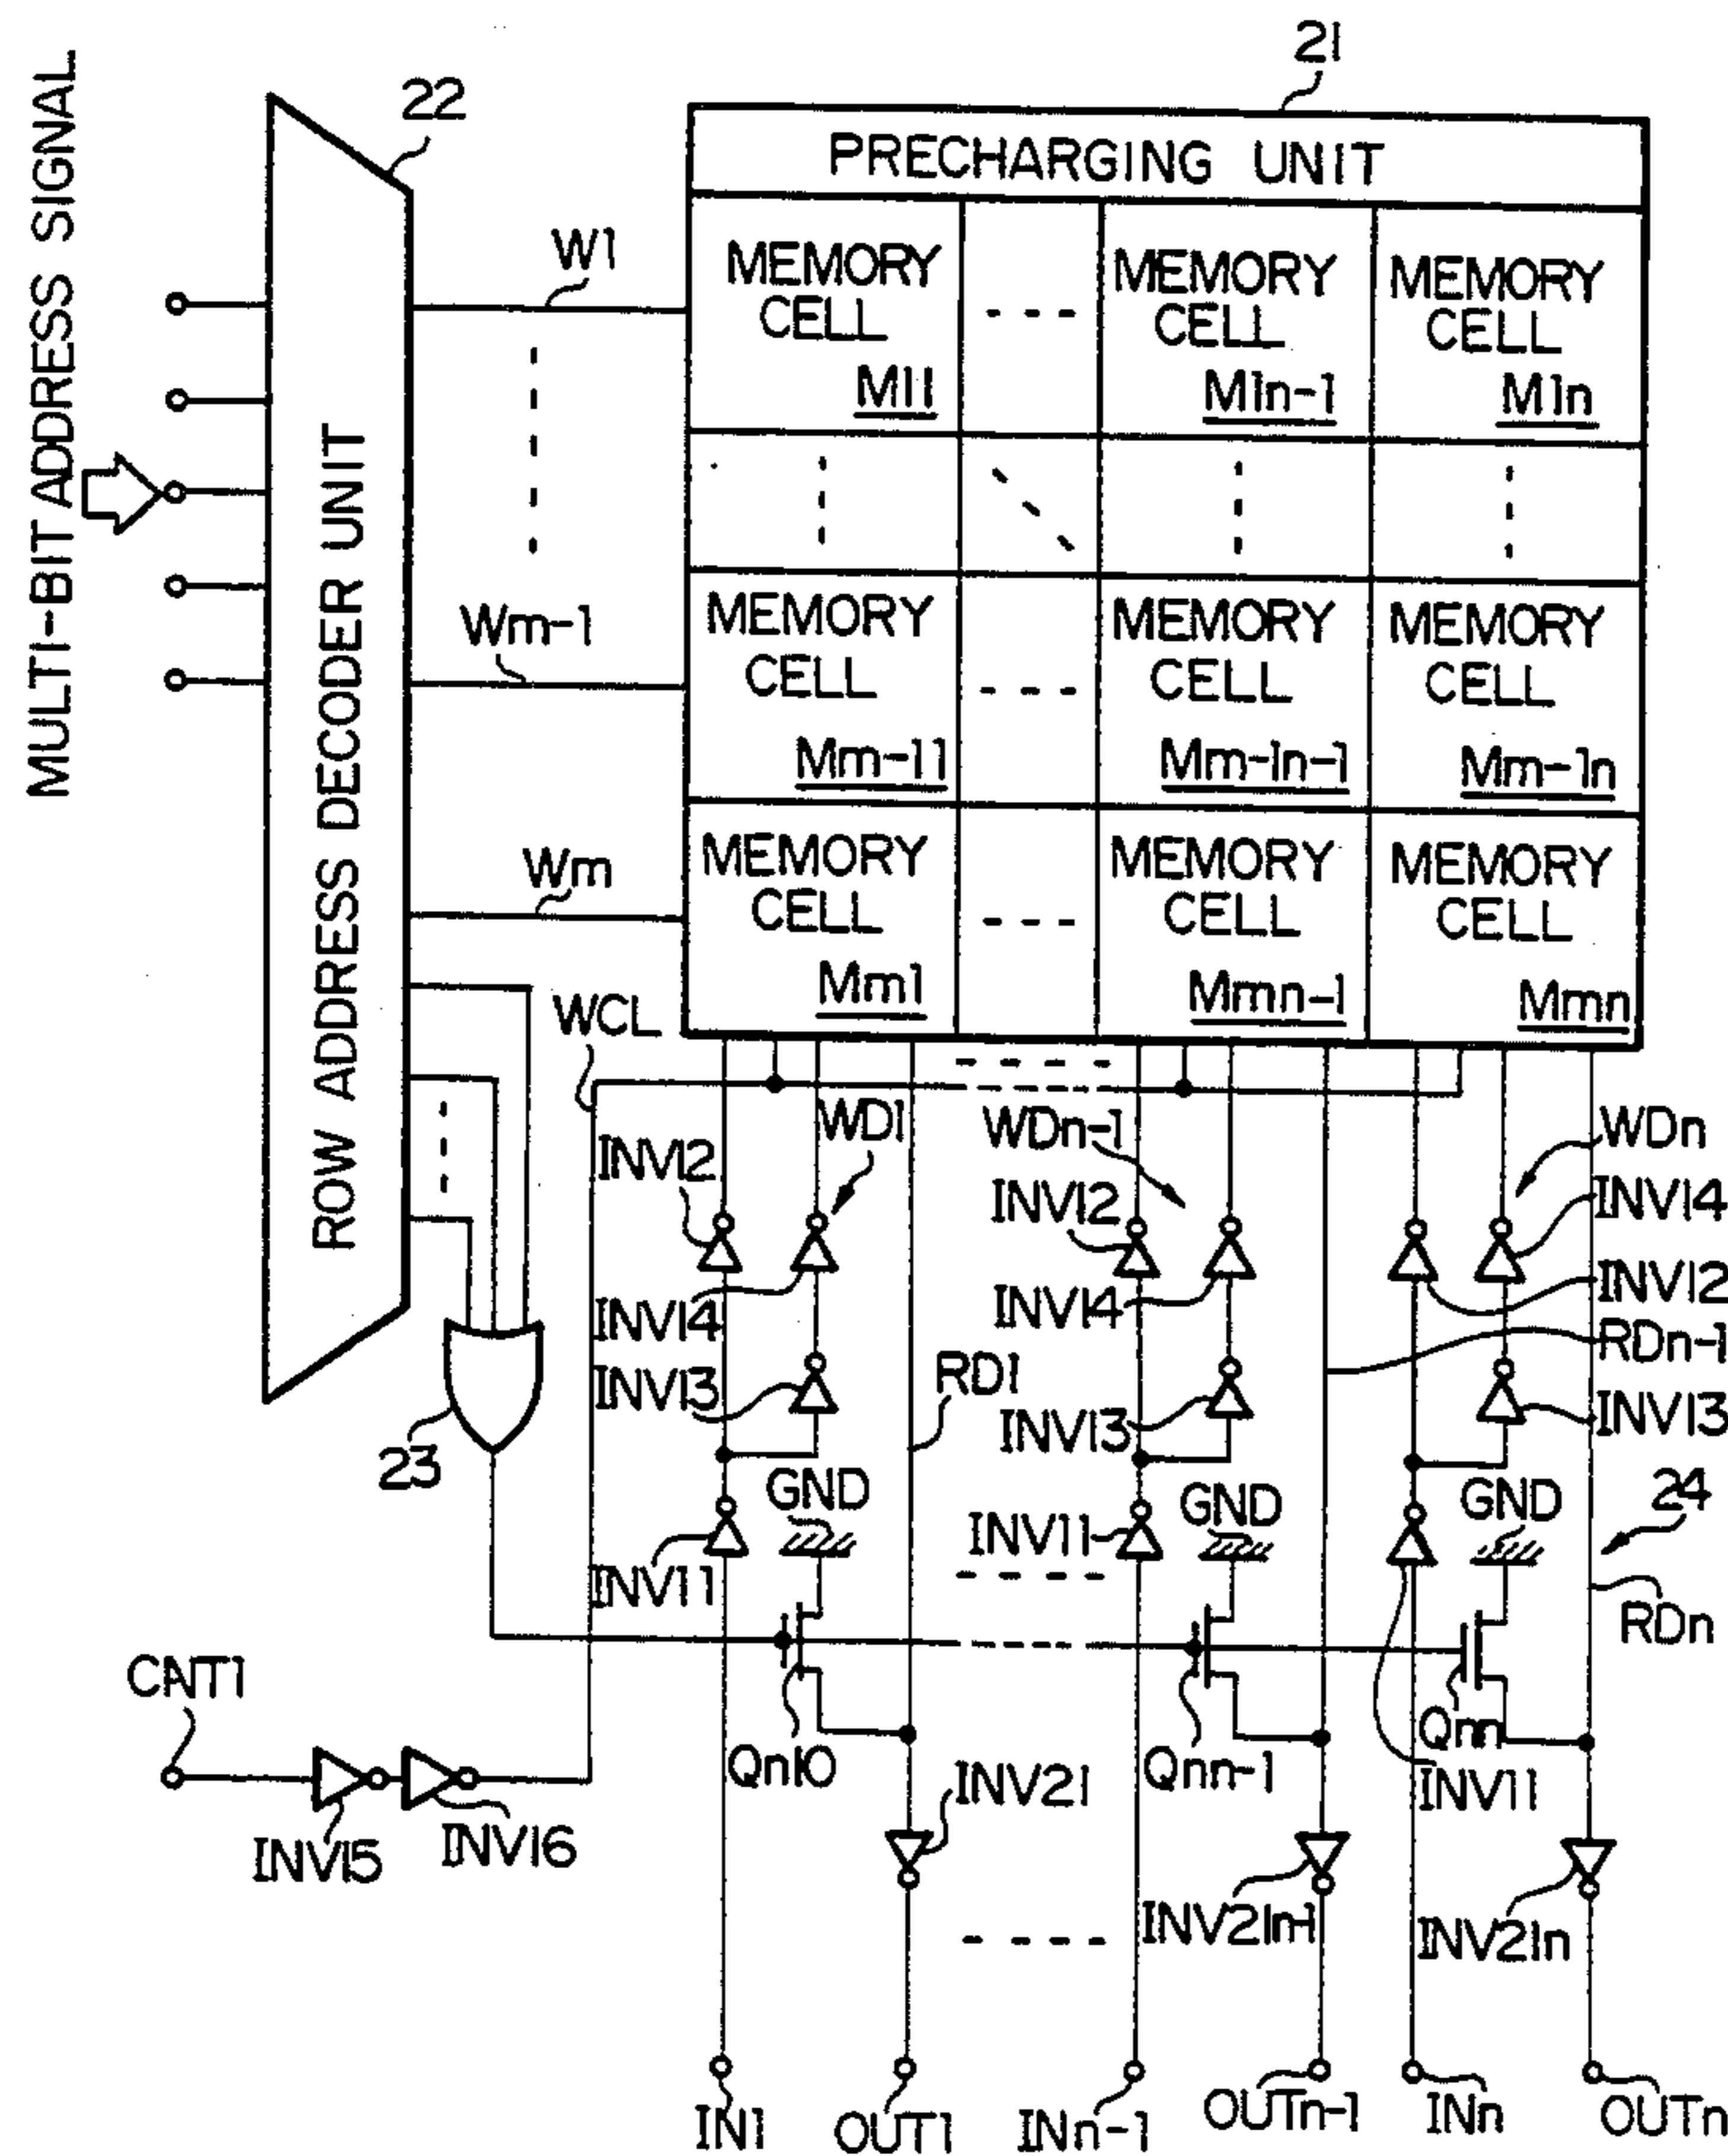 21
22
MULTI-BIT ADDRESS SIGNAL
ROW ADDRESS DECODER UNIT
PRECHARGING UNIT
W1
MEMORY CELL M11
- - -
MEMORY CELL M1n-1
MEMORY CELL M1n
Wm-1
MEMORY CELL Mm-11
- - -
MEMORY CELL Mm-1n-1
MEMORY CELL Mm-1n
Wm
MEMORY CELL Mm1
- - -
MEMORY CELL Mmn-1
MEMORY CELL Mmn
WCL
WD1
WDn-1
WDn
INV12
INV12
INV14
INV14
INV14
INV12
INV13
RD1
INV13
RDn-1
INV13
23
GND
GND
GND
24
INV11
INV11
RDn
CNT1
Qn10
Qnn-1
Qnn
INV21
INV11
INV15
INV16
INV21n-1
INV21n
IN1
OUT1
INn-1
OUTn-1
INn
OUTn